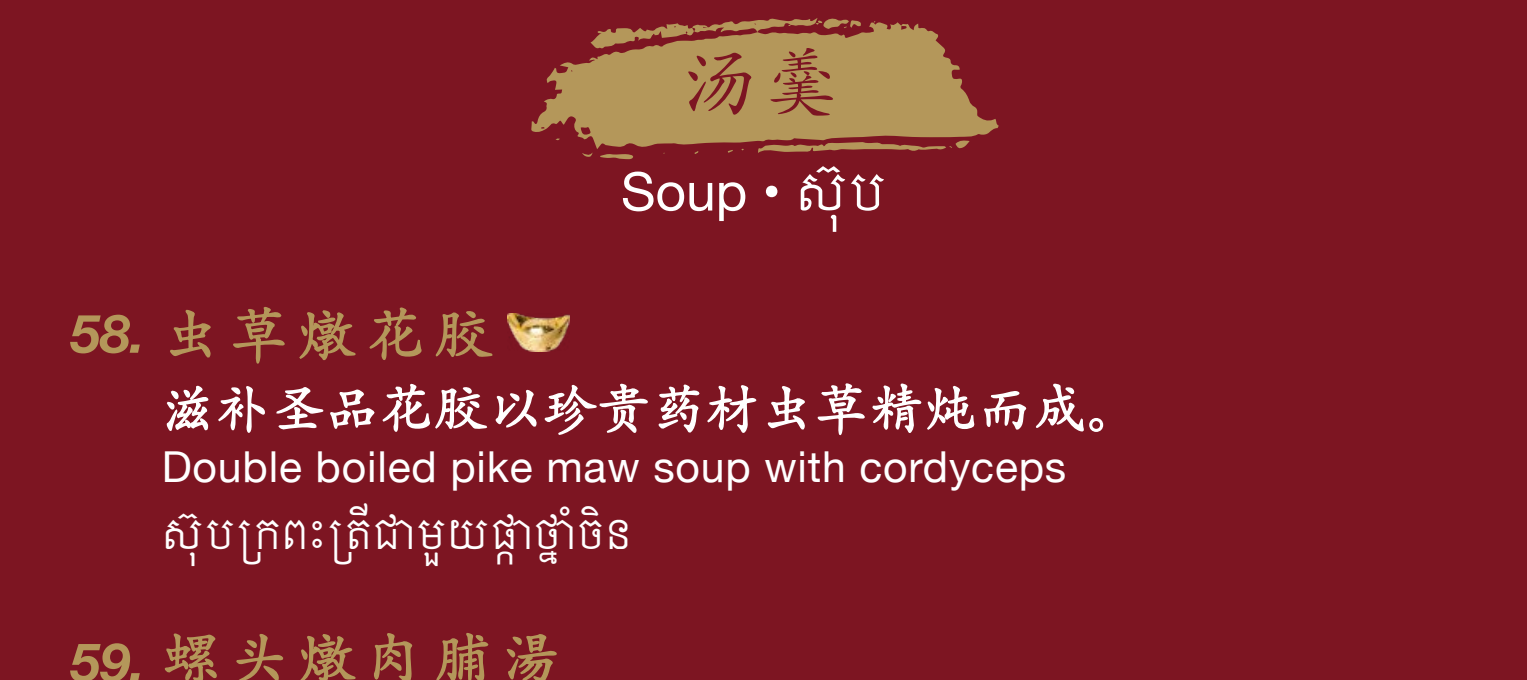 汤羹
Soup • ស៊ុប
58. 虫草燉花胶
滋补圣品花胶以珍贵药材虫草精炖而成。
Double boiled pike maw soup with cordyceps
ស៊ុបក្រពះត្រីជាមួយផ្កាថ្នាំចិន
59. 螺头燉肉脯湯